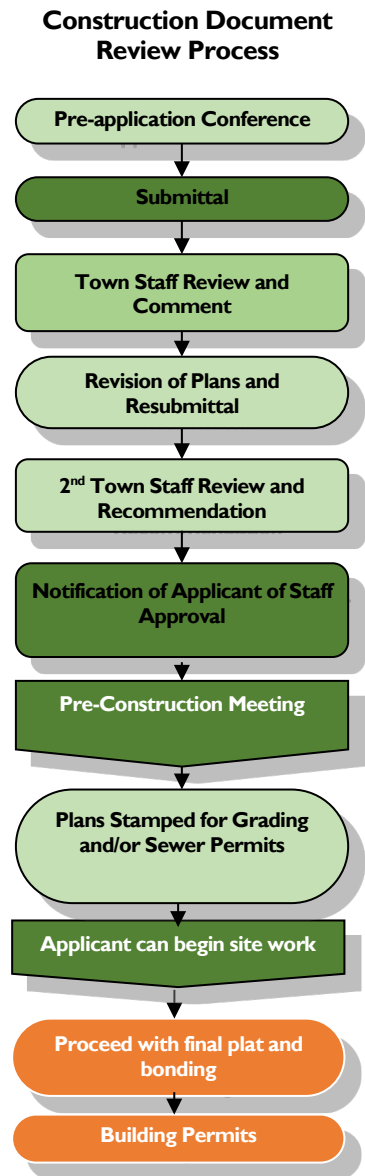 Construction Document
Review Process
Pre-application Conference
Submittal
Town Staff Review and
Comment
Revision of Plans and
Resubmittal
2nd Town Staff Review and
Recommendation
Notification of Applicant of Staff
Approval
Pre-Construction Meeting
Plans Stamped for Grading
and/or Sewer Permits
Applicant can begin site work
Proceed with final plat and
bonding
Building Permits